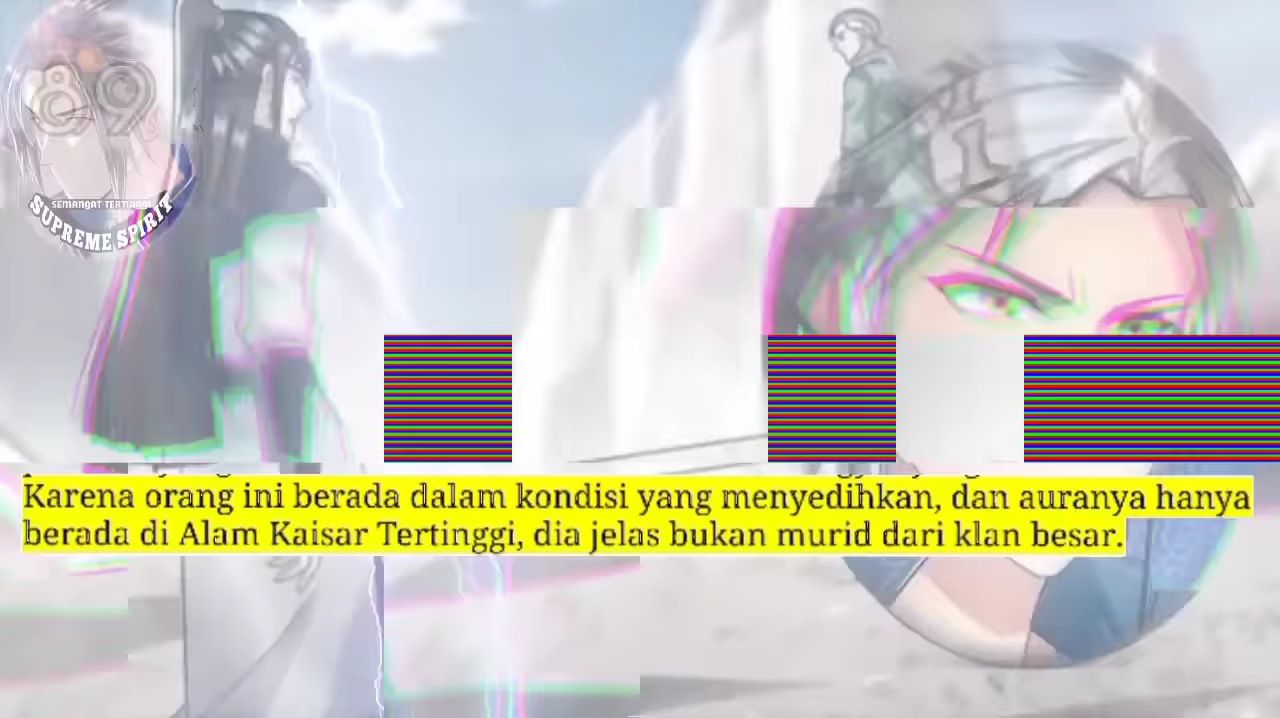 89
SEMANGAT TERTINGGI
SUPREME SPIRIT
Karena orang ini berada dalam kondisi yang menyedihkan, dan auranya hanya
berada di Alam Kaisar Tertinggi, dia jelas bukan murid dari klan besar.